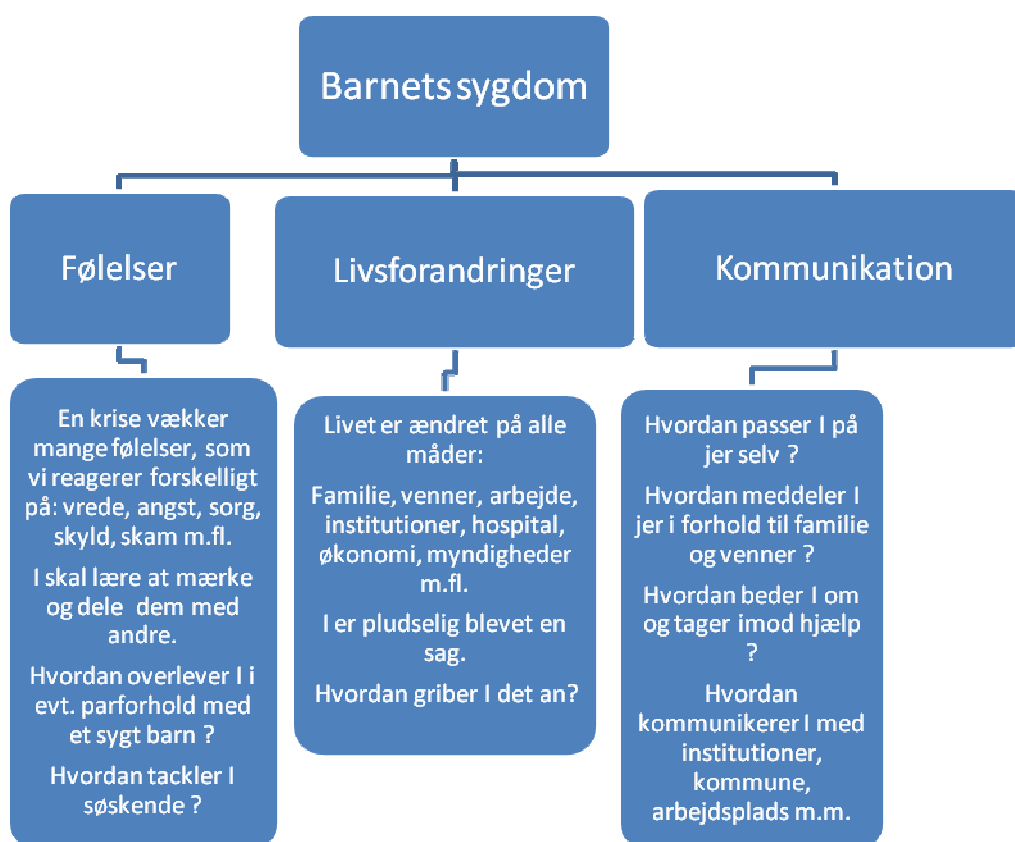 Barnets sygdom
Følelser
Livsforandringer
Kommunikation
En krise vækker
mange følelser, som
vi reagerer forskelligt
på: vrede, angst, sorg,
skyld, skam m.fl.
I skal lære at mærke
og dele dem med
andre.
Hvordan overlever I i
evt. parforhold med
et sygt barn ?
Hvordan tackler I
søskende ?
Livet er ændret på alle
måder:
Familie, venner, arbejde,
institutioner, hospital,
økonomi, myndigheder
m.fl.
I er pludselig blevet en
sag.
Hvordan griber I det an?
Hvordan passer I på
jer selv ?
Hvordan meddeler I
jer i forhold til familie
og venner ?
Hvordan beder I om
og tager imod hjælp
?
Hvordan
kommunikerer I med
institutioner,
kommune,
arbejdsplads m.m.